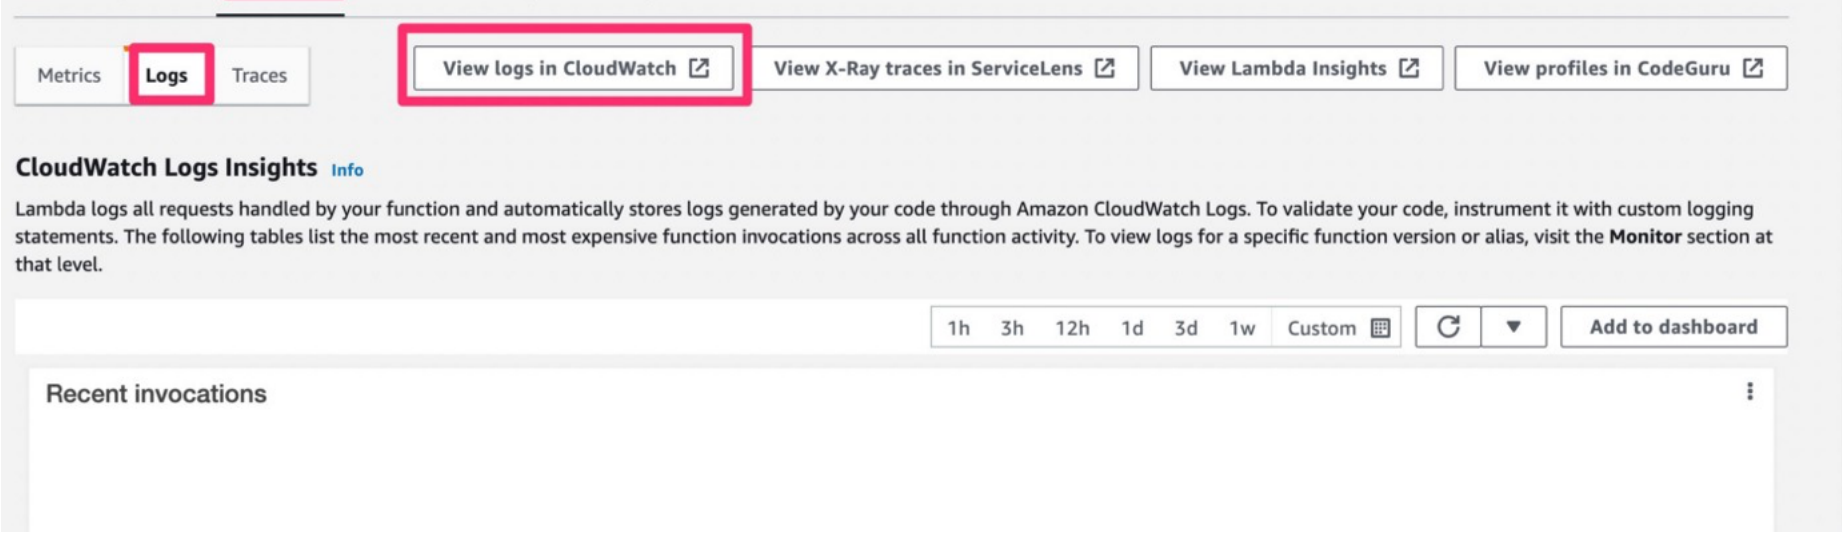 Metrics Logs Traces View logs in CloudWatch View X-Ray traces in ServiceLens View Lambda Insights View profiles in CodeGuru
CloudWatch Logs Insights Info
Lambda logs all requests handled by your function and automatically stores logs generated by your code through Amazon CloudWatch Logs. To validate your code, instrument it with custom logging
statements. The following tables list the most recent and most expensive function invocations across all function activity. To view logs for a specific function version or alias, visit the Monitor section at
that level.
1h 3h 12h 1d 3d 1w Custom Add to dashboard
Recent invocations